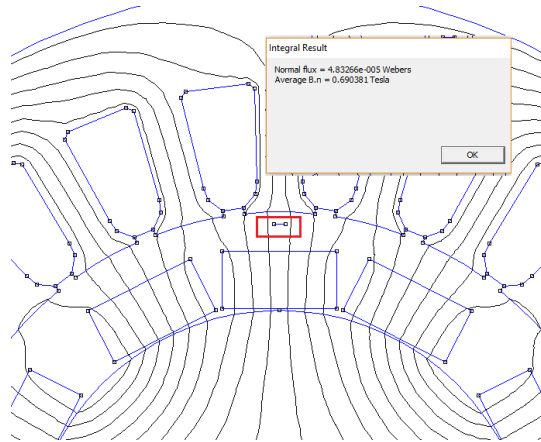 Integral Result
Normal flux = 4.83266e-005 Webers
Average B.n = 0.690381 Tesla
OK